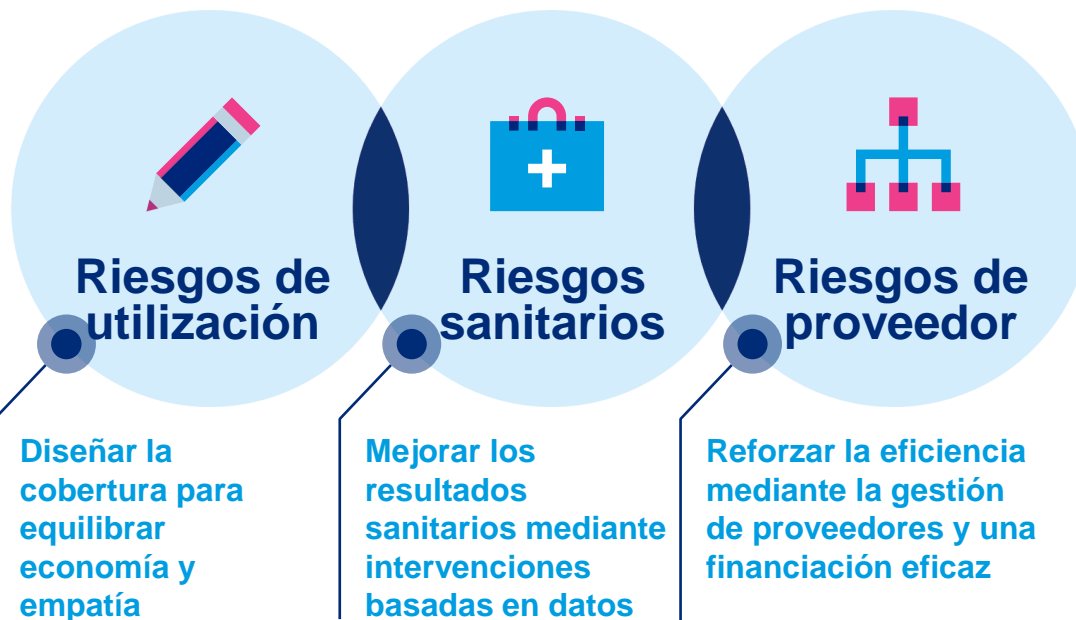 Riesgos de
utilización
Riesgos
sanitarios
Riesgos de
proveedor
Diseñar la
cobertura para
equilibrar
economía y
empatía
Mejorar los
resultados
sanitarios mediante
intervenciones
basadas en datos
Reforzar la eficiencia
mediante la gestión
de proveedores y una
financiación eficaz